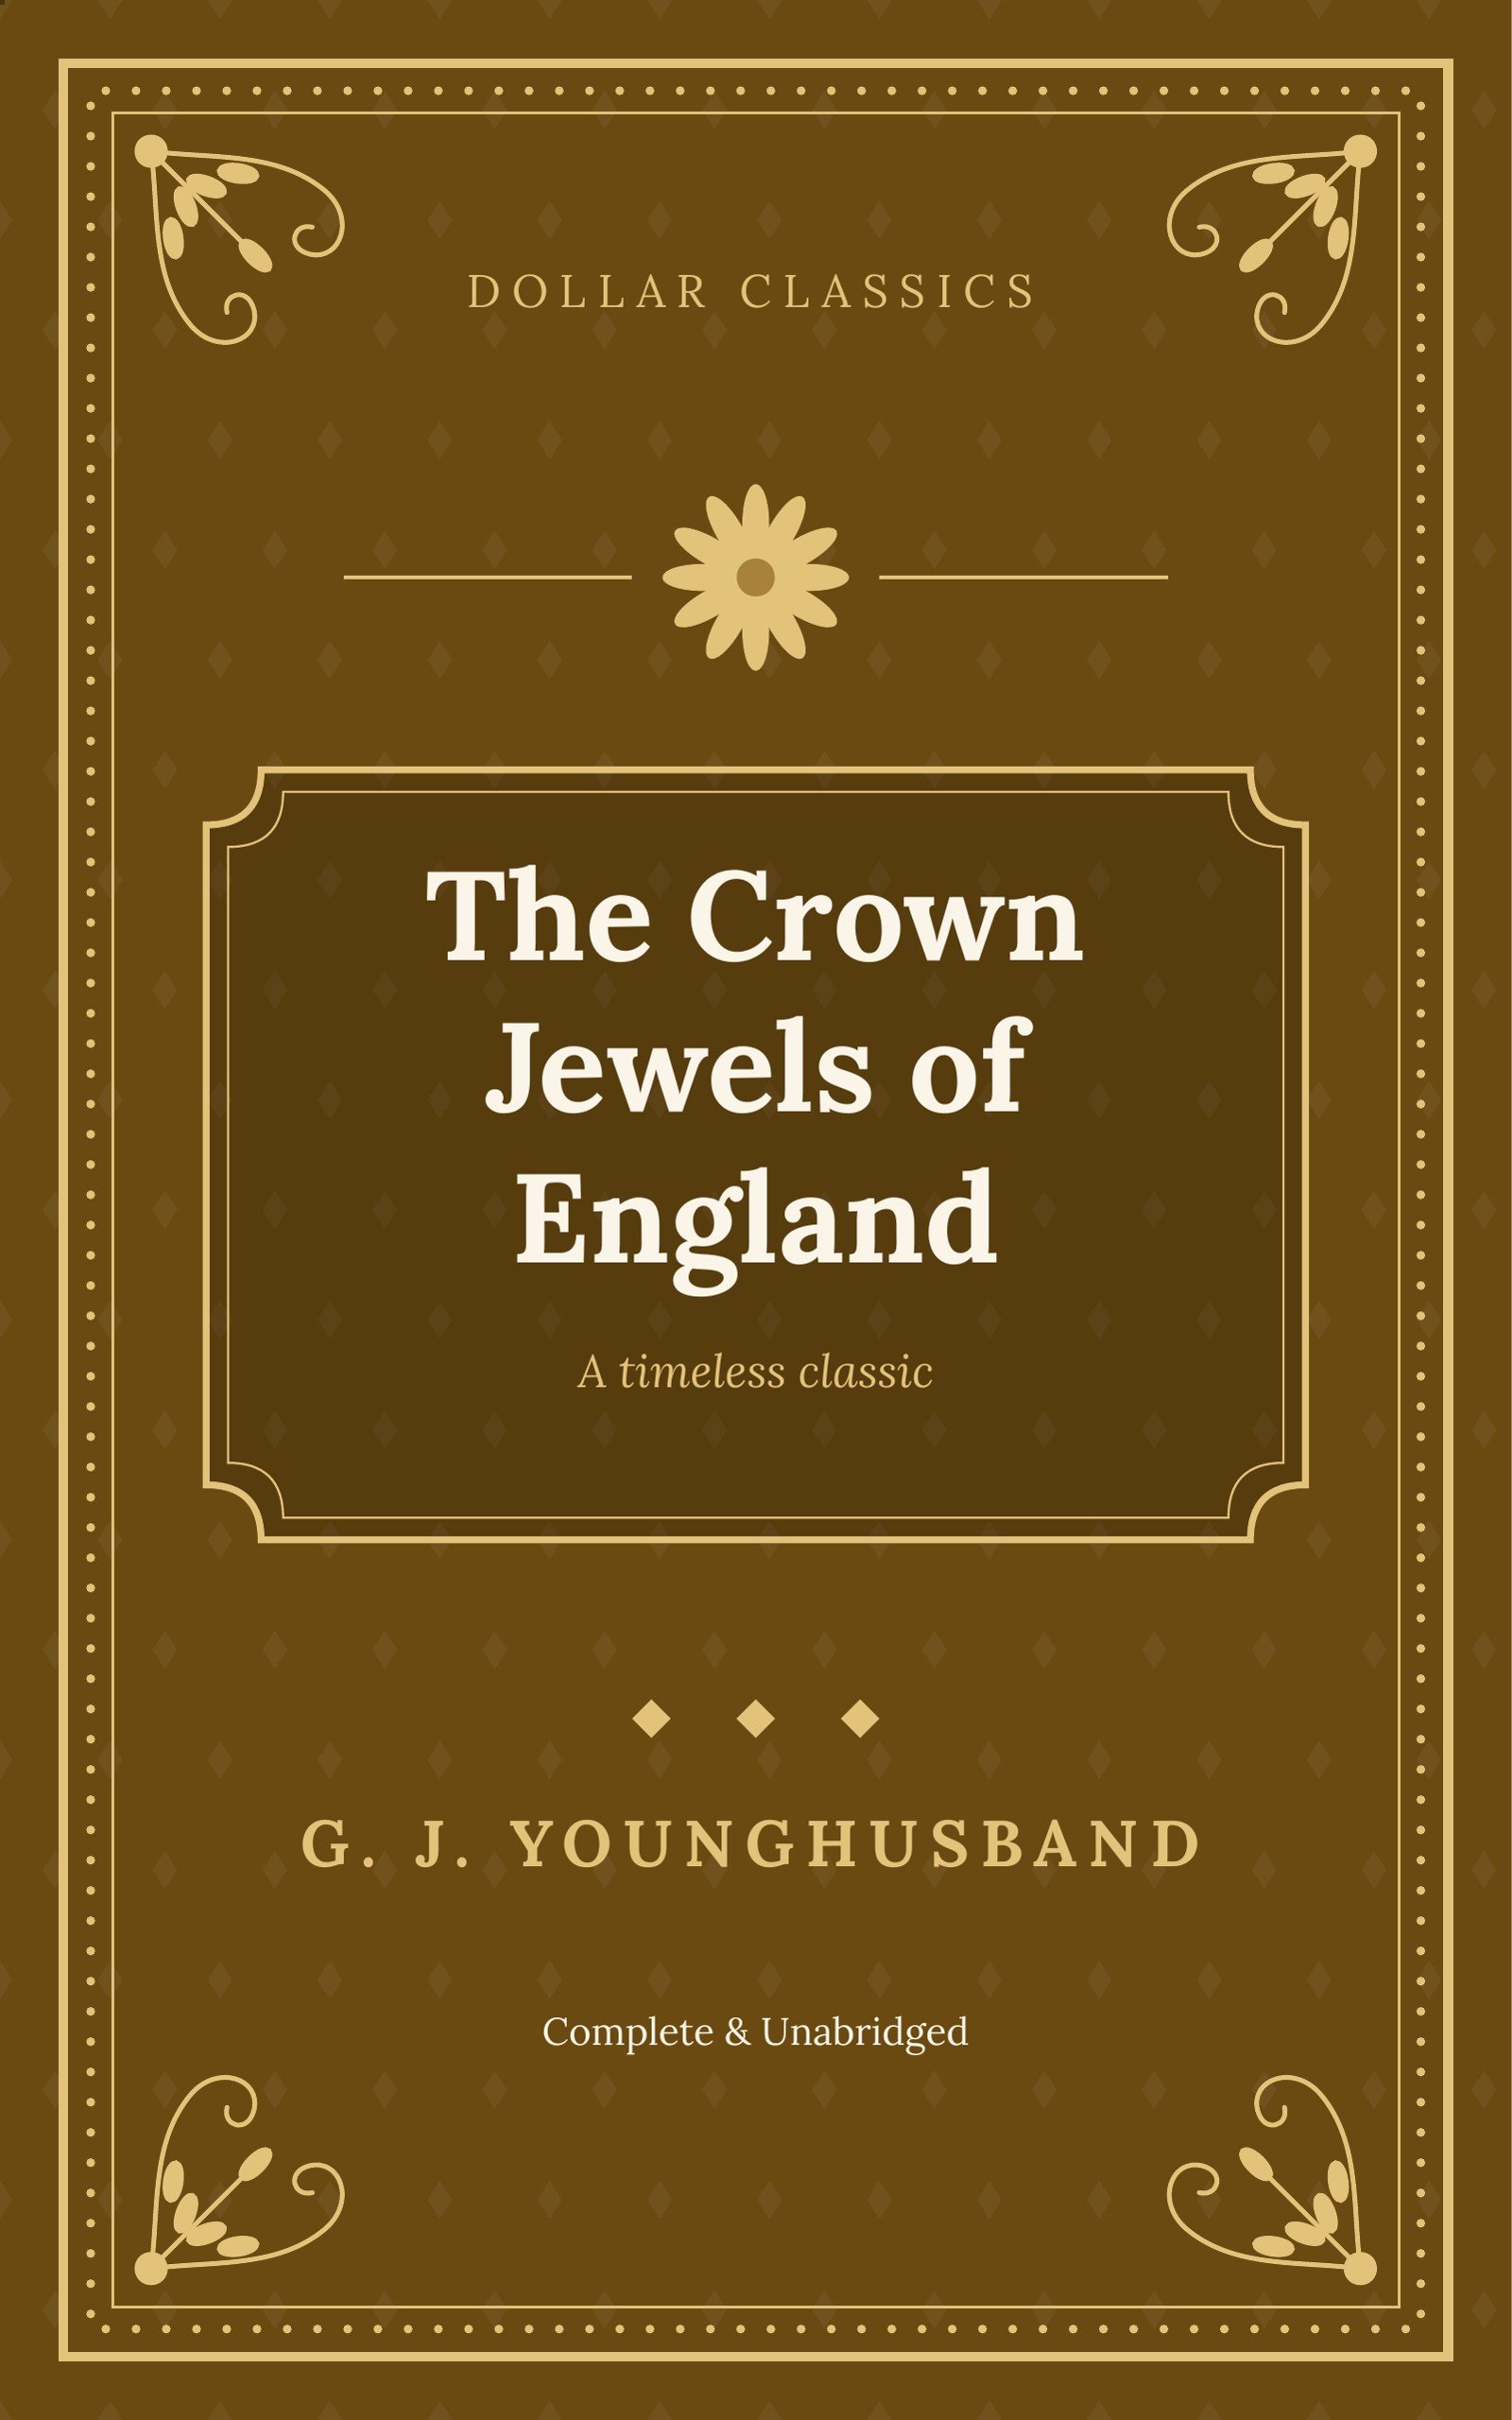 DOLLAR CLASSICS
The Crown
Jewels of
England
A timeless classic
G. J. YOUNGHUSBAND
Complete & Unabridged